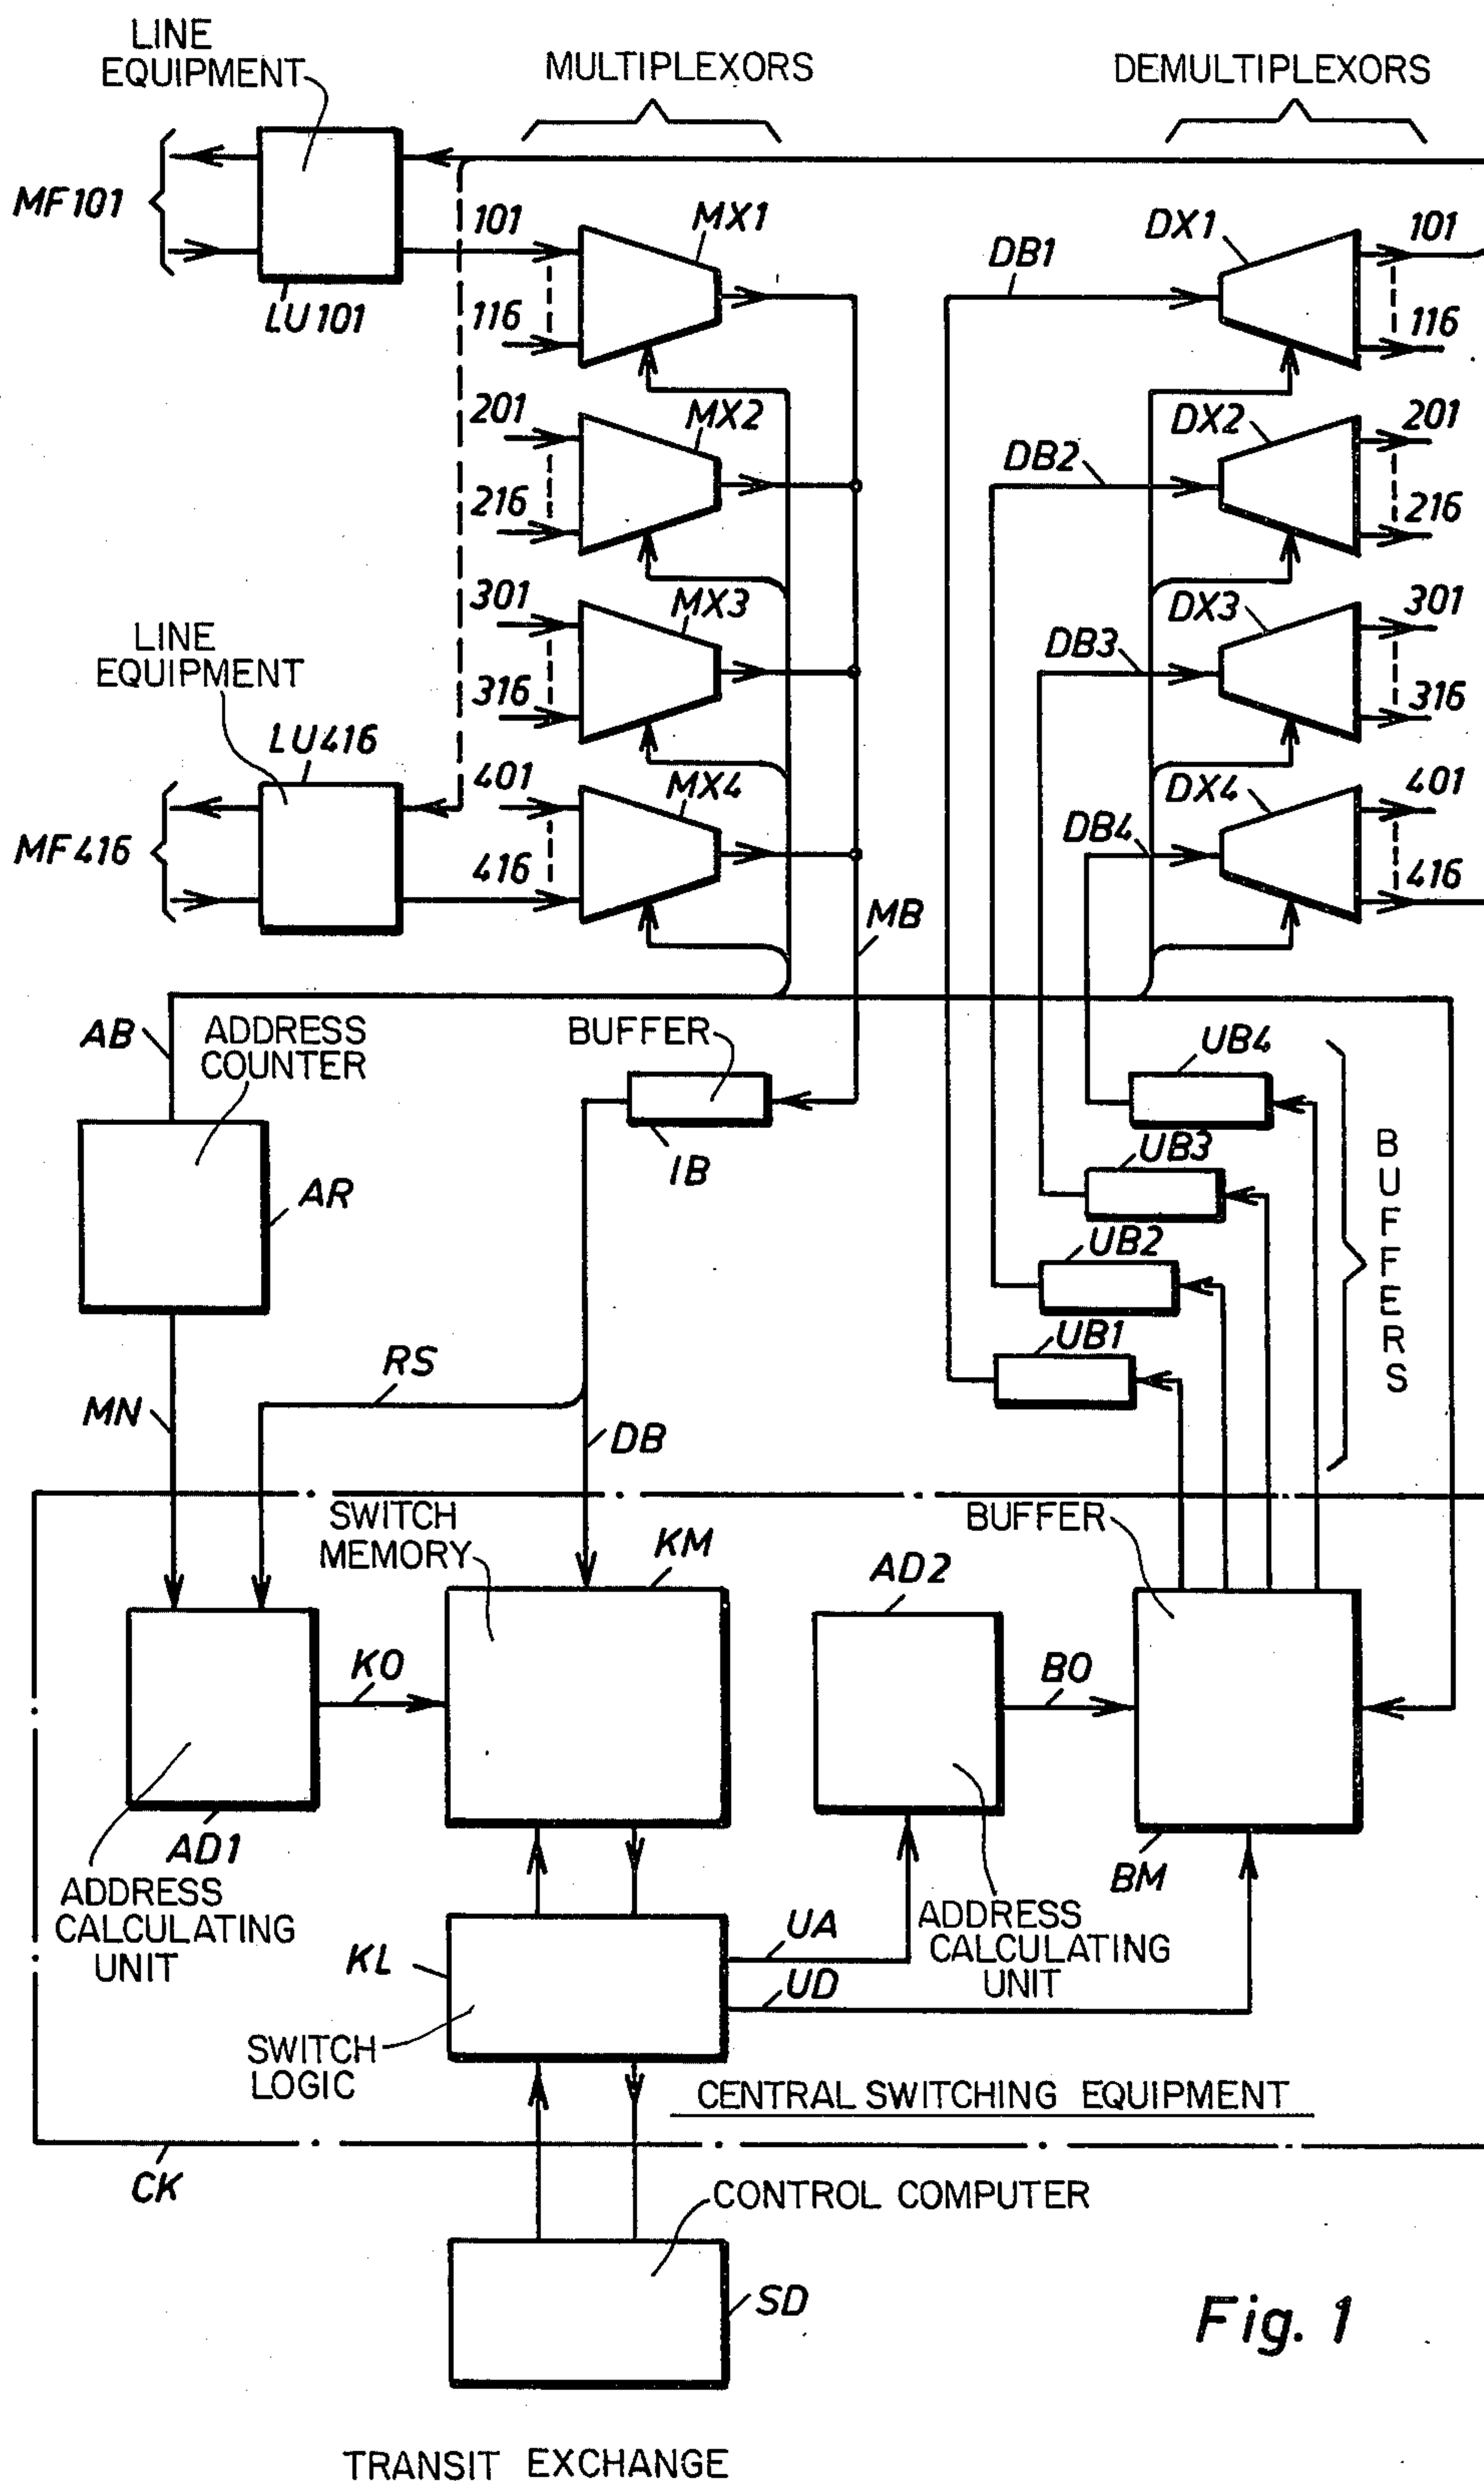 LINE
EQUIPMENT
MULTIPLEXORS
DEMULTIPLEXORS
MF101
LU101
101
116
MX1
DB1
DX1
101
116
201
216
MX2
DB2
DX2
201
216
301
316
MX3
DB3
DX3
301
316
LINE
EQUIPMENT
LU416
MF416
401
416
MX4
DB4
DX4
401
416
MB
AB
ADDRESS
COUNTER
BUFFER
UB4
IB
UB3
AR
UB2
UB1
BUFFERS
RS
MN
DB
SWITCH
MEMORY
KM
BUFFER
AD2
KO
BO
AD1
ADDRESS
CALCULATING
UNIT
BM
ADDRESS
CALCULATING
UNIT
UA
KL
UD
SWITCH
LOGIC
CENTRAL SWITCHING EQUIPMENT
CK
CONTROL COMPUTER
SD
Fig. 1
TRANSIT EXCHANGE